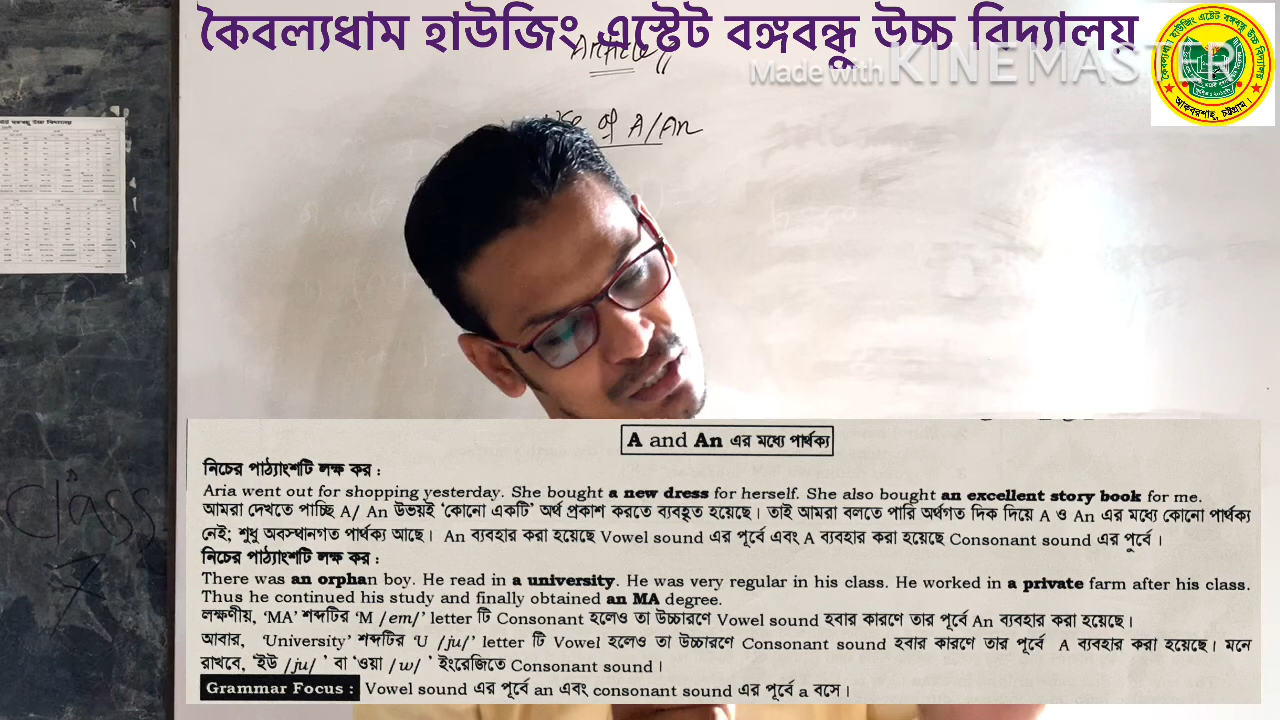 কৈবল্যধাম হাউজিং এস্টেট বঙ্গবন্ধু উচ্চ বিদ্যালয়
Made with KINEMASTER
Article
Use of A/An
আকবরশাহ্, চট্টগ্রাম।
Class
7
A and An এর মধ্যে পার্থক্য
নিচের পাঠ্যাংশটি লক্ষ কর :
Aria went out for shopping yesterday. She bought a new dress for herself. She also bought an excellent story book for me.
আমরা দেখতে পাচ্ছি A/ An উভয়ই ‘কোনো একটি’ অর্থ প্রকাশ করতে ব্যবহৃত হয়েছে। তাই আমরা বলতে পারি অর্থগত দিক দিয়ে A ও An এর মধ্যে কোনো পার্থক্য
নেই; শুধু অবস্থানগত পার্থক্য আছে। An ব্যবহার করা হয়েছে Vowel sound এর পূর্বে এবং A ব্যবহার করা হয়েছে Consonant sound এর পূর্বে।
নিচের পাঠ্যাংশটি লক্ষ কর :
There was an orphan boy. He read in a university. He was very regular in his class. He worked in a private farm after his class.
Thus he continued his study and finally obtained an MA degree.
লক্ষণীয়, ‘MA’ শব্দটির ‘M /em/’ letter টি Consonant হলেও তা উচ্চারণে Vowel sound হবার কারণে তার পূর্বে An ব্যবহার করা হয়েছে।
আবার, ‘University’ শব্দটির ‘U /ju/’ letter টি Vowel হলেও তা উচ্চারণে Consonant sound হবার কারণে তার পূর্বে A ব্যবহার করা হয়েছে। মনে
রাখবে, ‘ইউ /ju/ ’ বা ‘ওয়া /w/ ’ ইংরেজিতে Consonant sound।
Grammar Focus : Vowel sound এর পূর্বে an এবং consonant sound এর পূর্বে a বসে।